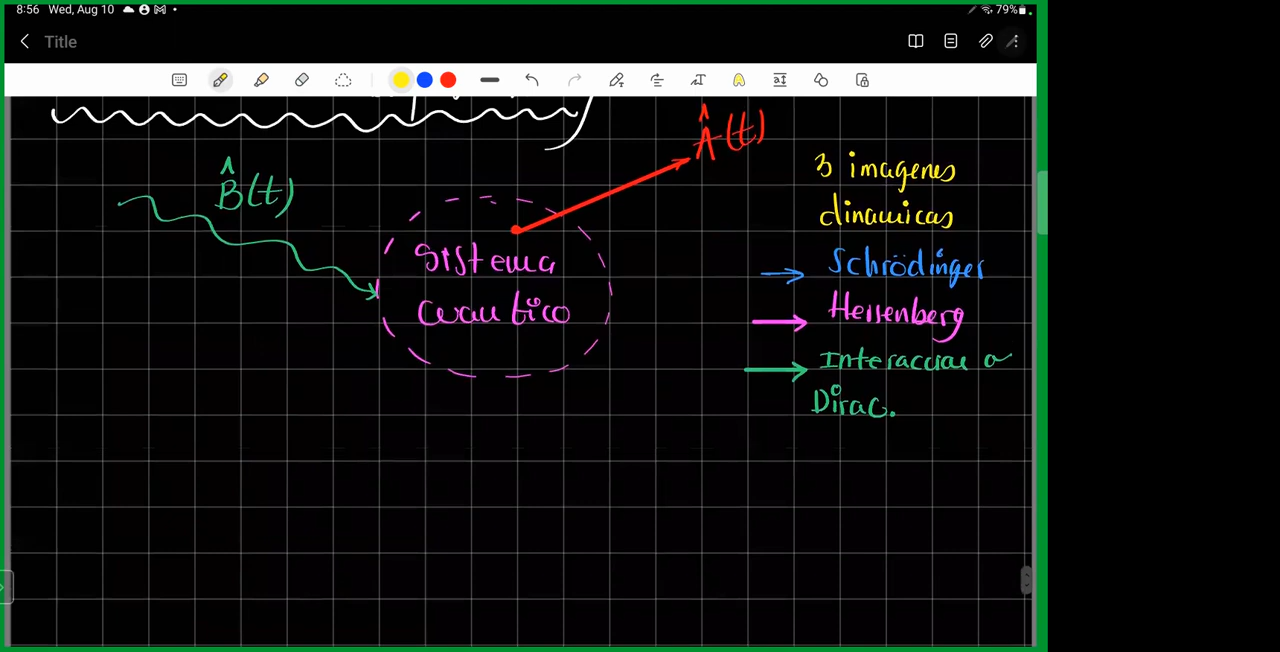 8:56 Wed, Aug 10
79%
Title
B̂(t)
Â(t)
Sistema
cuantico
3 imagenes
dinamicas
→ Schrödinger
→ Heisenberg
→ Interaccion o
Dirac.